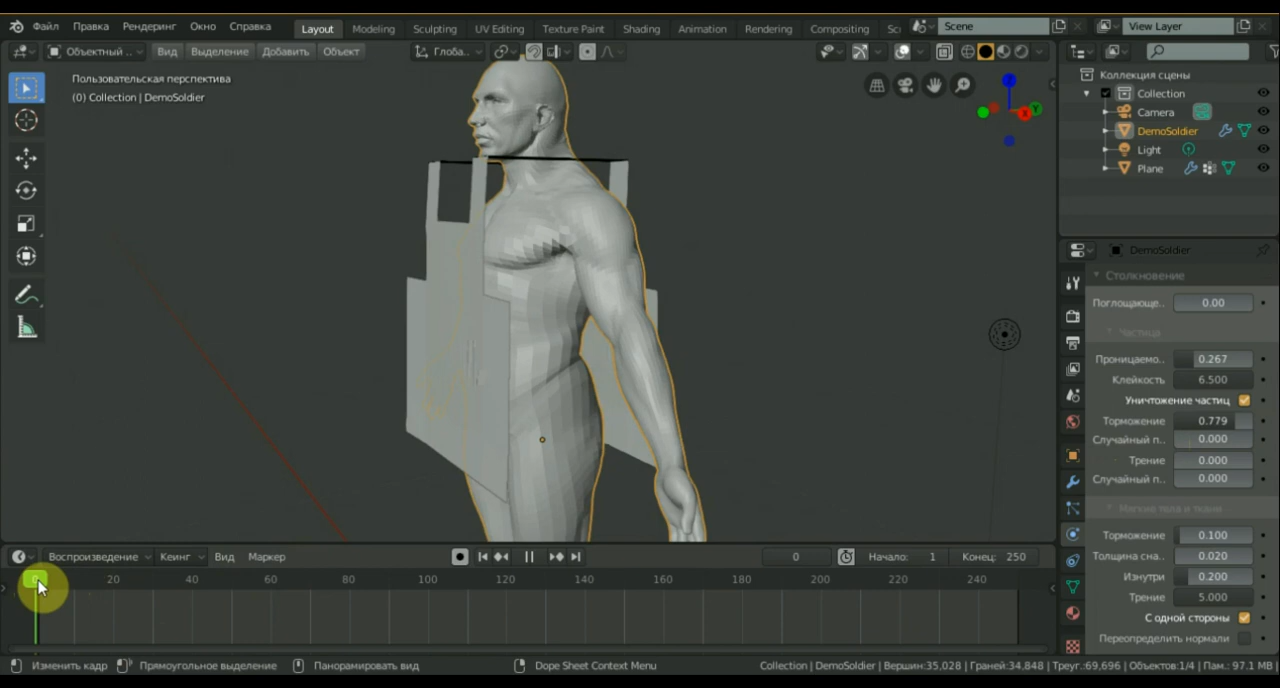 Файл Правка Рендеринг Окно Справка Layout Modeling Sculpting UV Editing Texture Paint Shading Animation Rendering Compositing Sc Scene View Layer
Объектный .. Вид Выделение Добавить Объект Глоба..
Пользовательская перспектива
(0) Collection | DemoSoldier
Коллекция сцены
Collection
Camera
DemoSoldier
Light
Plane
DemoSoldier
Столкновение
Поглощающе.. 0.00
Частица
Проницаемо.. 0.267
Клейкость 6.500
Уничтожение частиц
Торможение 0.779
Случайный п.. 0.000
Трение 0.000
Случайный п.. 0.000
Мягкие тела и ткани
Торможение 0.100
Толщина сна.. 0.020
Изнутри 0.200
Трение 5.000
С одной стороны
Переопределить нормали
Воспроизведение Кеинг Вид Маркер 0 Начало: 1 Конец: 250
0 20 40 60 80 100 120 140 160 180 200 220 240
Изменить кадр Прямоугольное выделение Панорамировать вид Dope Sheet Context Menu Collection | DemoSoldier | Вершин:35,028 | Граней:34,848 | Треуг.:69,696 | Объектов:1/4 | Пам.: 97.1 MB